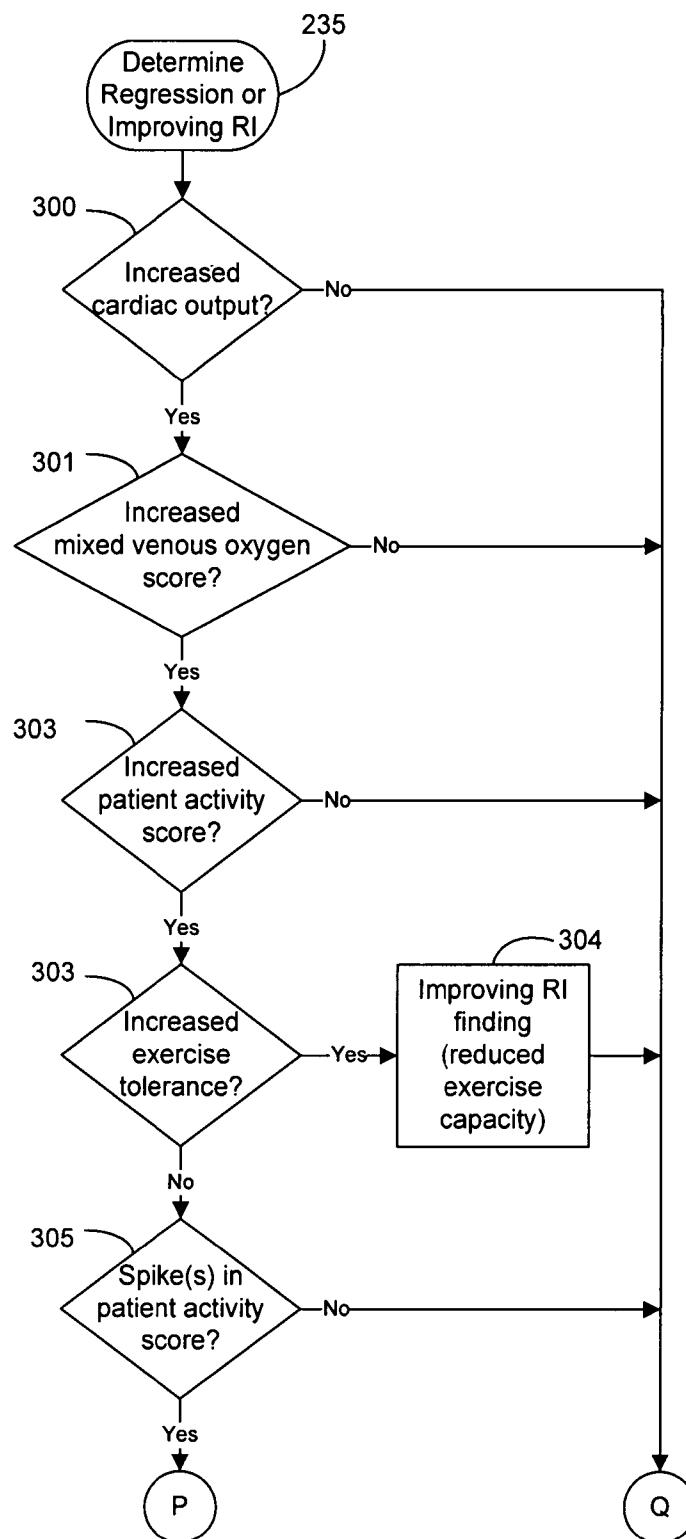 235
Determine
Regression or
Improving RI
300
Increased
cardiac output?
No
Yes
301
Increased
mixed venous oxygen
score?
No
Yes
303
Increased
patient activity
score?
No
Yes
303
Increased
exercise
tolerance?
Yes
304
Improving RI
finding
(reduced
exercise
capacity)
No
305
Spike(s) in
patient activity
score?
No
Yes
P
Q